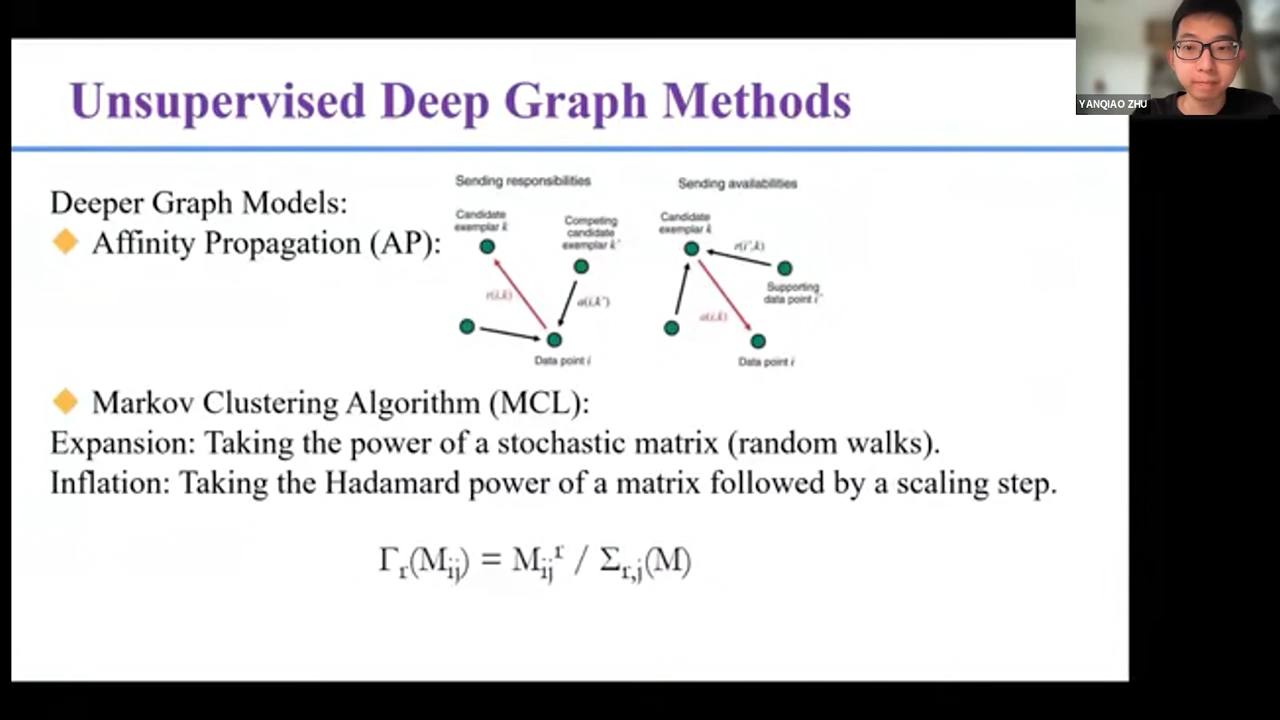 YANQIAO ZHU
Unsupervised Deep Graph Methods
Deeper Graph Models:
Affinity Propagation (AP):
Sending responsibilities
Candidate
exemplar k
Competing
candidate
exemplar k'
r(i,k)
a(i,k')
Data point i
Sending availabilities
Candidate
exemplar k
r(i',k)
Supporting
data point i'
a(i,k)
Data point i
Markov Clustering Algorithm (MCL):
Expansion: Taking the power of a stochastic matrix (random walks).
Inflation: Taking the Hadamard power of a matrix followed by a scaling step.
Γr(Mij) = Mij^r / Σr,j(M)